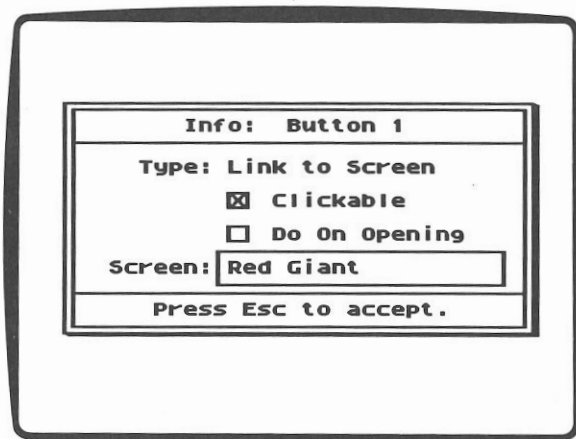 Info: Button 1
Type: Link to Screen
Clickable
Do On Opening
Screen: Red Giant
Press Esc to accept.